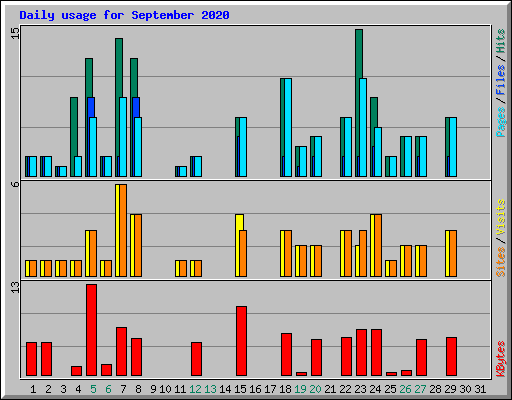 Daily usage for September 2020
15
Pages / Files / Hits
6
Sites / Visits
13
KBytes
1 2 3 4 5 6 7 8 9 10 11 12 13 14 15 16 17 18 19 20 21 22 23 24 25 26 27 28 29 30 31